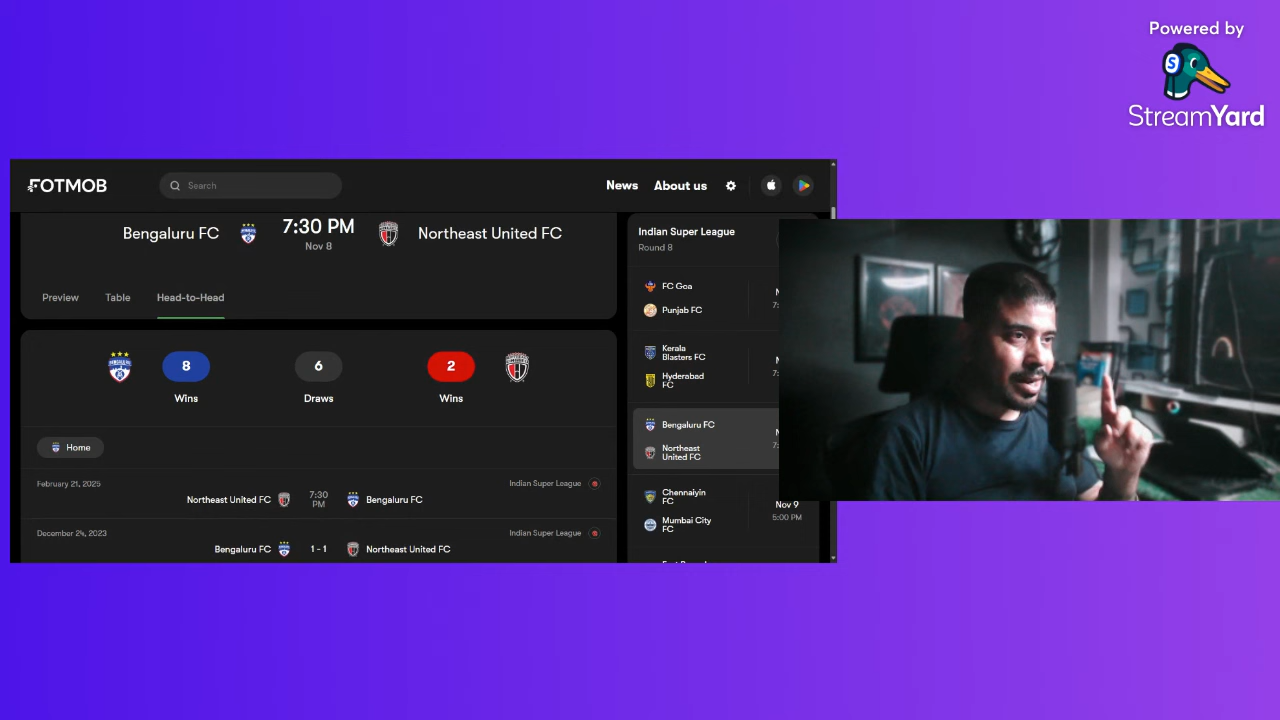 Powered by
StreamYard
FOTMOB
Search
News
About us
Bengaluru FC
7:30 PM
Nov 8
Northeast United FC
Preview
Table
Head-to-Head
8
Wins
6
Draws
2
Wins
Home
February 21, 2025
Indian Super League
Northeast United FC
7:30
PM
Bengaluru FC
December 24, 2023
Indian Super League
Bengaluru FC
1 - 1
Northeast United FC
Indian Super League
Round 8
FC Goa
Punjab FC
Kerala
Blasters FC
Hyderabad
FC
Bengaluru FC
Northeast
United FC
Chennaiyin
FC
Mumbai City
FC
Nov 9
5:00 PM